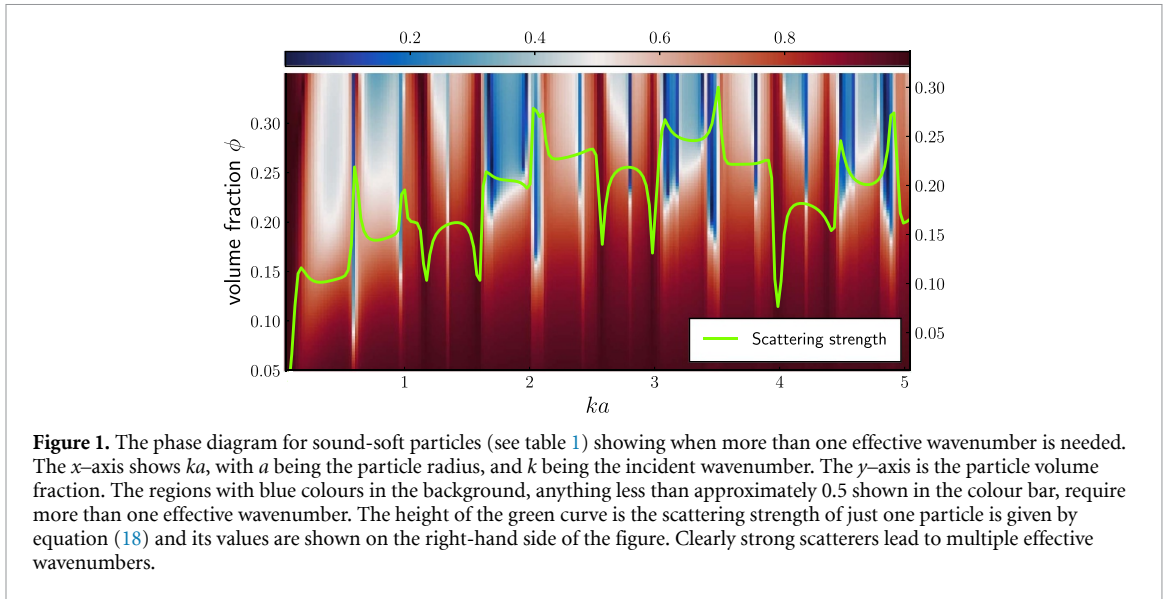 0.2 0.4 0.6 0.8
volume fraction ϕ
0.30
0.25
0.20
0.15
0.10
0.05
0.30
0.25
0.20
0.15
0.10
0.05
Scattering strength
1 2 3 4 5
ka
Figure 1. The phase diagram for sound-soft particles (see table 1) showing when more than one effective wavenumber is needed.
The x–axis shows ka, with a being the particle radius, and k being the incident wavenumber. The y–axis is the particle volume
fraction. The regions with blue colours in the background, anything less than approximately 0.5 shown in the colour bar, require
more than one effective wavenumber. The height of the green curve is the scattering strength of just one particle is given by
equation (18) and its values are shown on the right-hand side of the figure. Clearly strong scatterers lead to multiple effective
wavenumbers.